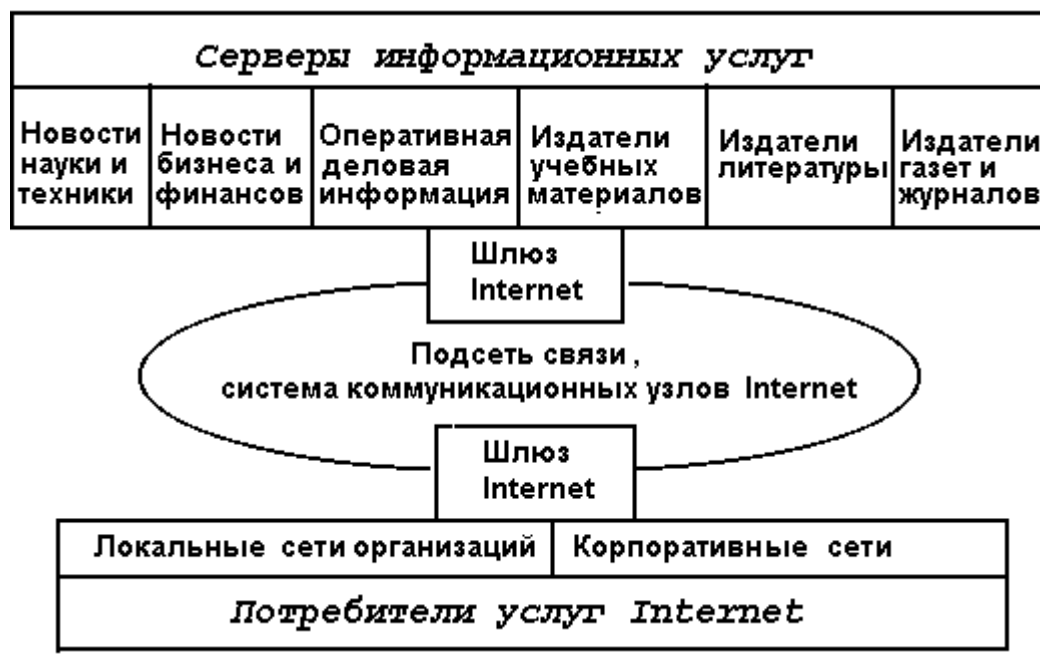 Серверы информационных услуг
Новости
науки и
техники
Новости
бизнеса и
финансов
Оперативная
деловая
информация
Издатели
учебных
материалов
Издатели
литературы
Издатели
газет и
журналов
Шлюз
Internet
Подсеть связи ,
система коммуникационных узлов Internet
Шлюз
Internet
Локальные сети организаций
Корпоративные сети
Потребители услуг Internet